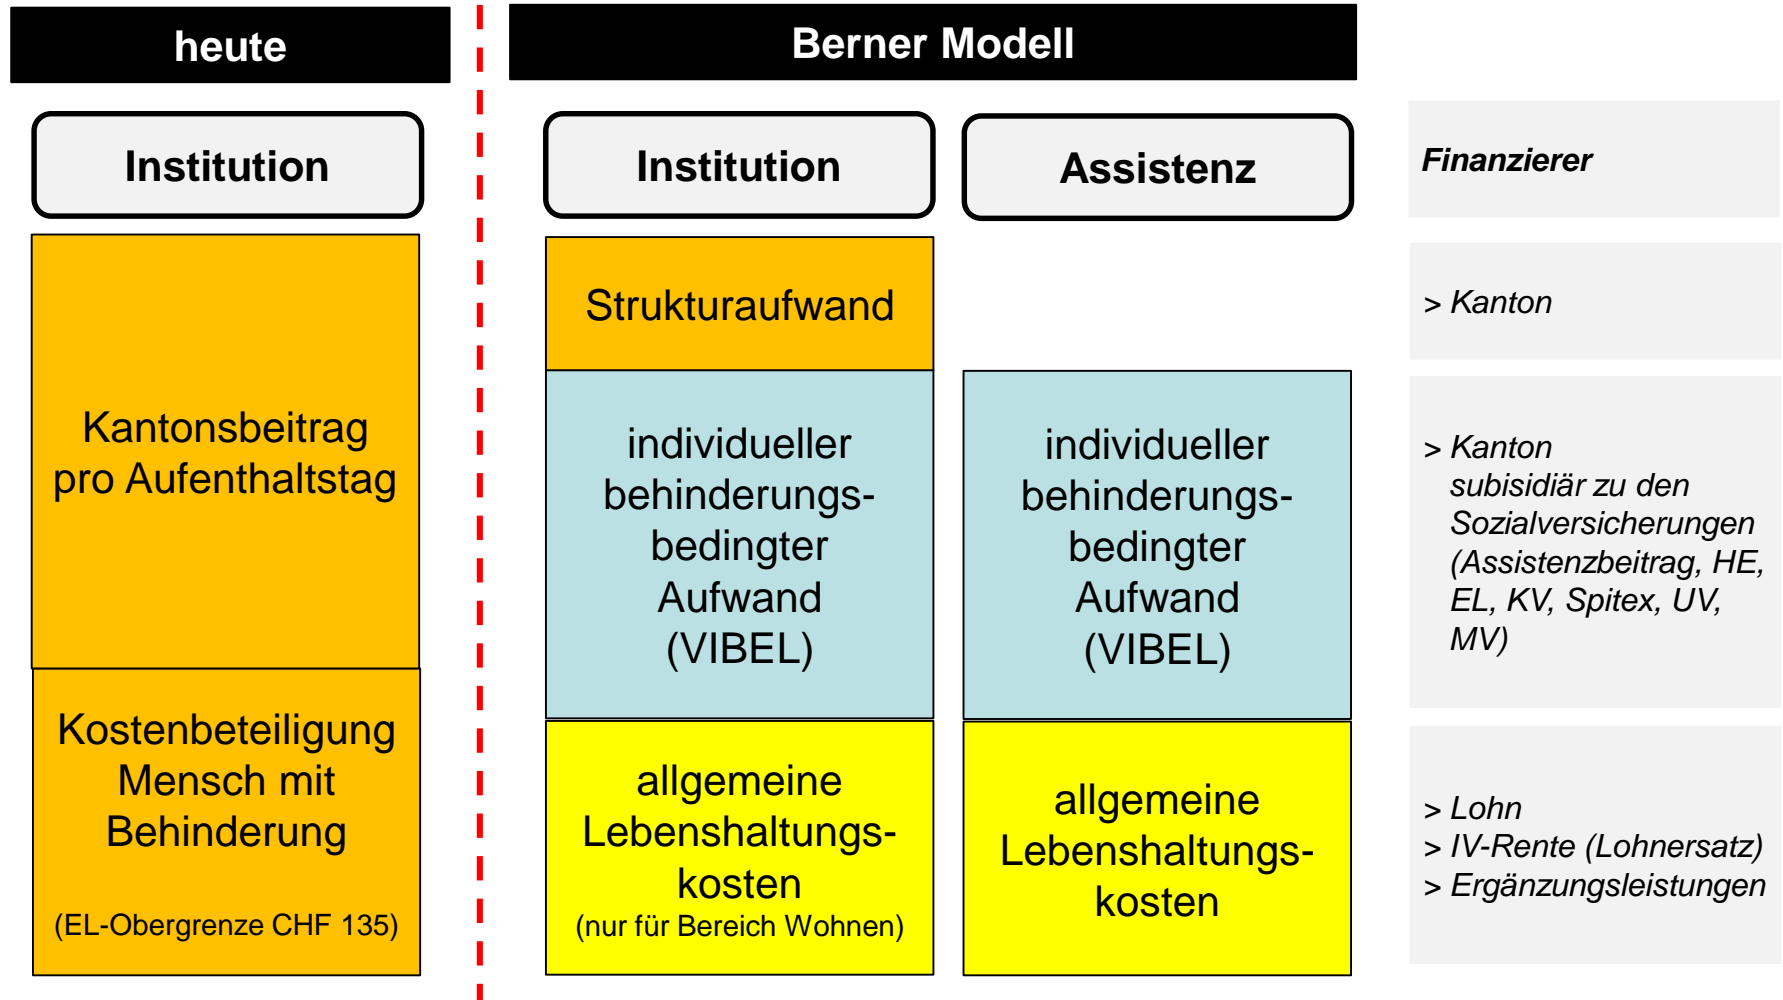 heute
Berner Modell
Institution
Institution
Assistenz
Finanzierer
Kantonsbeitrag
pro Aufenthaltstag
Kostenbeteiligung
Mensch mit
Behinderung
(EL-Obergrenze CHF 135)
Strukturaufwand
individueller
behinderungs-
bedingter
Aufwand
(VIBEL)
allgemeine
Lebenshaltungs-
kosten
(nur für Bereich Wohnen)
individueller
behinderungs-
bedingter
Aufwand
(VIBEL)
allgemeine
Lebenshaltungs-
kosten
> Kanton
> Kanton
subisidiär zu den
Sozialversicherungen
(Assistenzbeitrag, HE,
EL, KV, Spitex, UV,
MV)
> Lohn
> IV-Rente (Lohnersatz)
> Ergänzungsleistungen